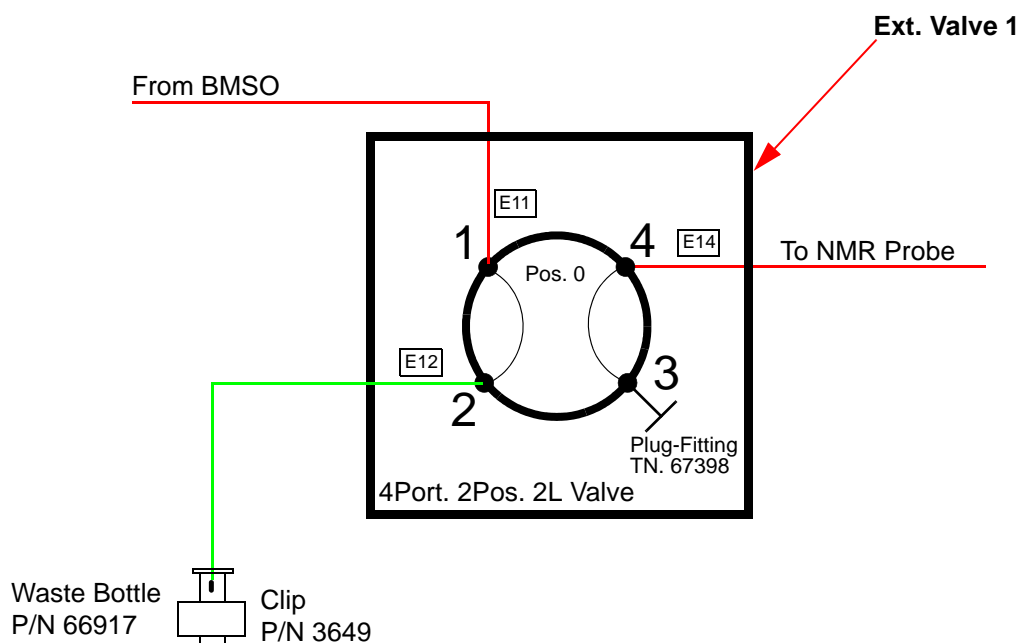 Ext. Valve 1
From BMSO
E11
1
4
E14
To NMR Probe
Pos. 0
E12
2
3
Plug-Fitting
TN. 67398
4Port. 2Pos. 2L Valve
Waste Bottle
P/N 66917
Clip
P/N 3649